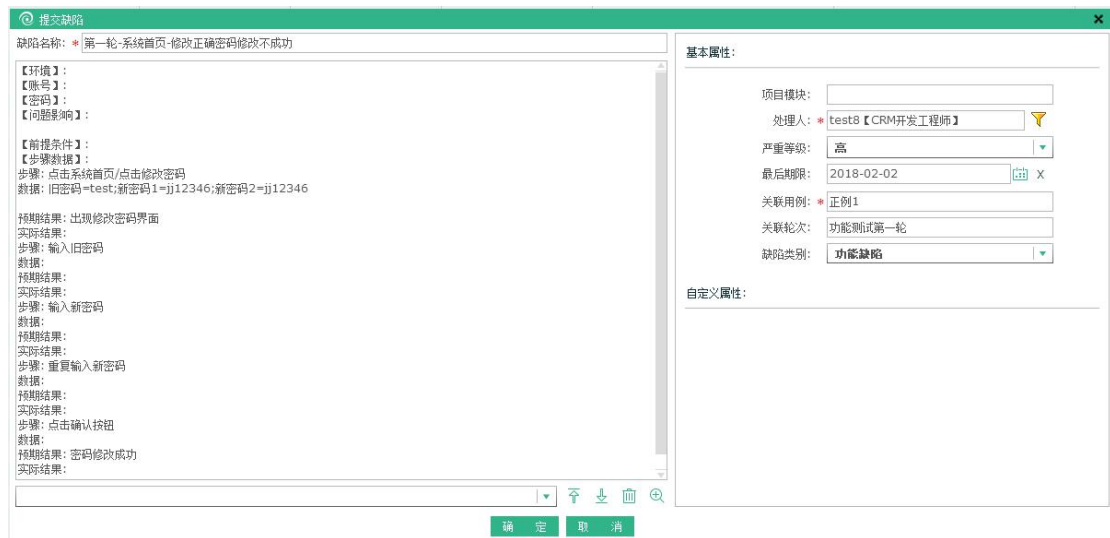 提交缺陷
缺陷名称: * 第一轮-系统首页-修改正确密码修改不成功
【环境】:
【账号】:
【密码】:
【问题影响】:
【前提条件】:
【步骤数据】:
步骤: 点击系统首页/点击修改密码
数据: 旧密码=test;新密码1=jj12346;新密码2=jj12346
预期结果: 出现修改密码界面
实际结果:
步骤: 输入旧密码
数据:
预期结果:
实际结果:
步骤: 输入新密码
数据:
预期结果:
实际结果:
步骤: 重复输入新密码
数据:
预期结果:
实际结果:
步骤: 点击确认按钮
数据:
预期结果: 密码修改成功
实际结果:
基本属性:
项目模块:
处理人: * test8【CRM开发工程师】
严重等级: 高
最后期限: 2018-02-02 X
关联用例: * 正例1
关联轮次: 功能测试第一轮
缺陷类别: 功能缺陷
自定义属性:
确 定 取 消